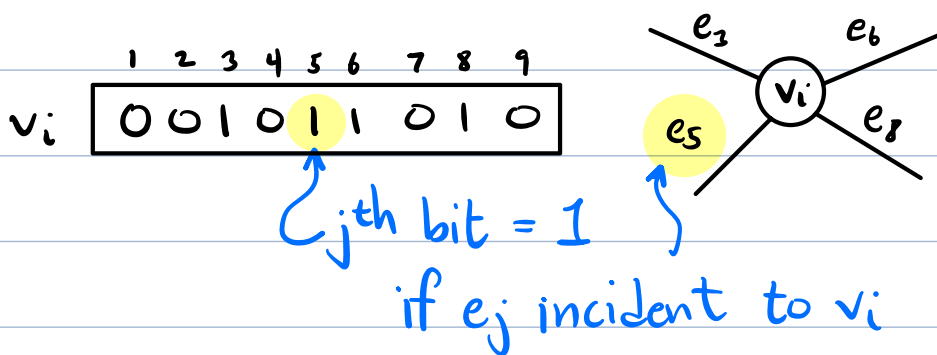 e₃ e₆
1 2 3 4 5 6 7 8 9
vᵢ 0 0 1 0 1 1 0 1 0 vᵢ
e₅ e₈
jᵗʰ bit = 1
if eⱼ incident to vᵢ